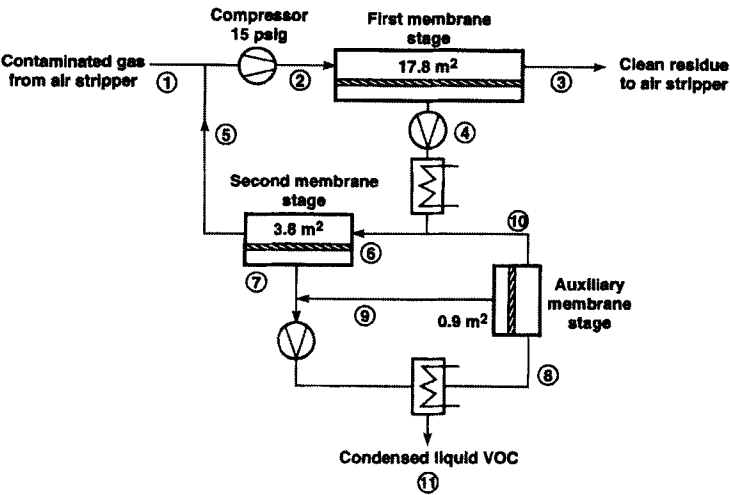 Compressor
15 psig
First membrane
stage
Contaminated gas
from air stripper
17.8 m²
Clean residue
to air stripper
①
②
③
④
⑤
Second membrane
stage
⑩
3.6 m²
⑥
⑦
Auxiliary
membrane
stage
⑨
0.9 m²
⑧
Condensed liquid VOC
⑪